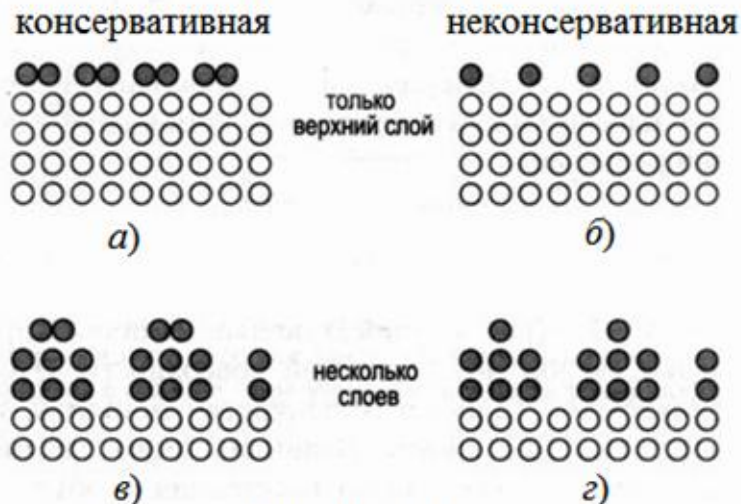 консервативная
неконсервативная
только
верхний слой
а)
б)
несколько
слоев
в)
г)